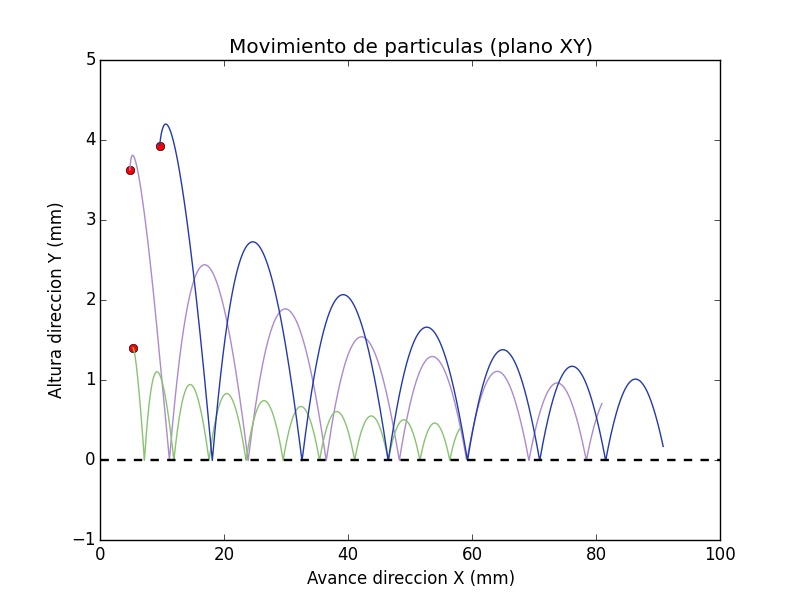 Movimiento de particulas (plano XY)
5
4
3
2
1
0
−1
Altura direccion Y (mm)
0 20 40 60 80 100
Avance direccion X (mm)